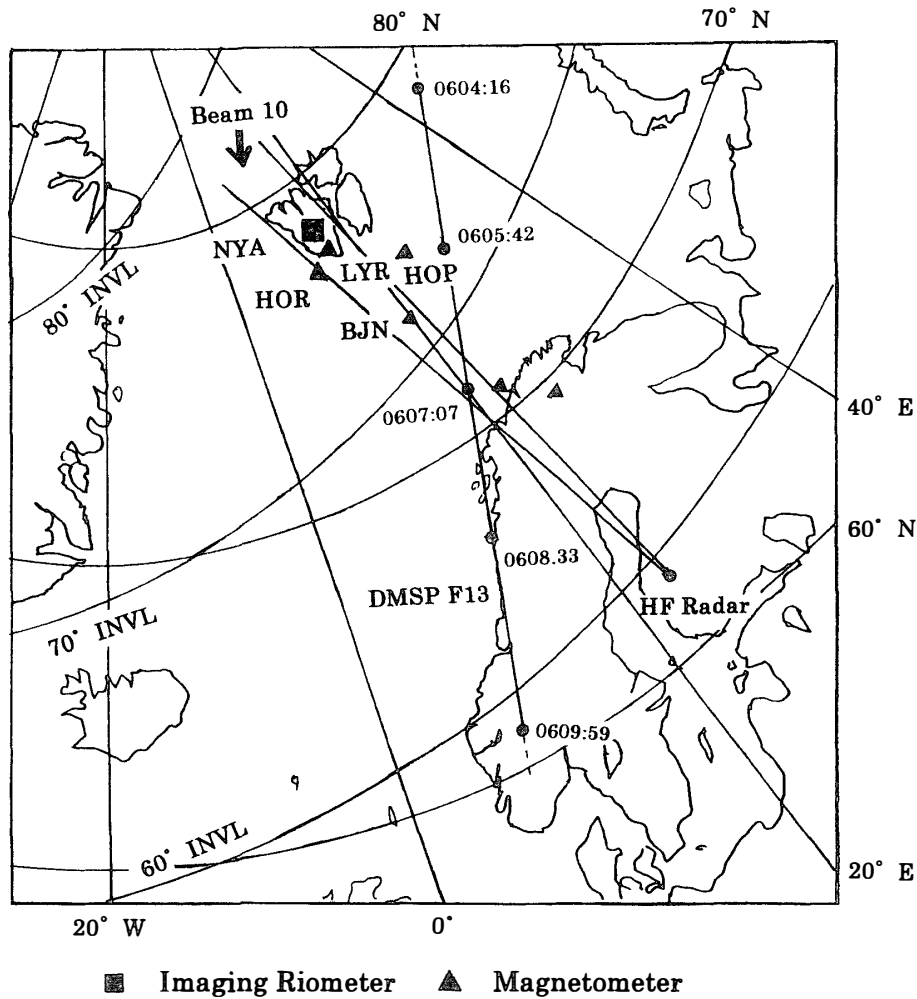 80° N
70° N
0604:16
Beam 10
0605:42
NYA
LYR
HOP
80° INVL
HOR
BJN
0607:07
40° E
60° N
0608.33
DMSP F13
HF Radar
70° INVL
0609:59
60° INVL
20° E
20° W
0°
Imaging Riometer
Magnetometer